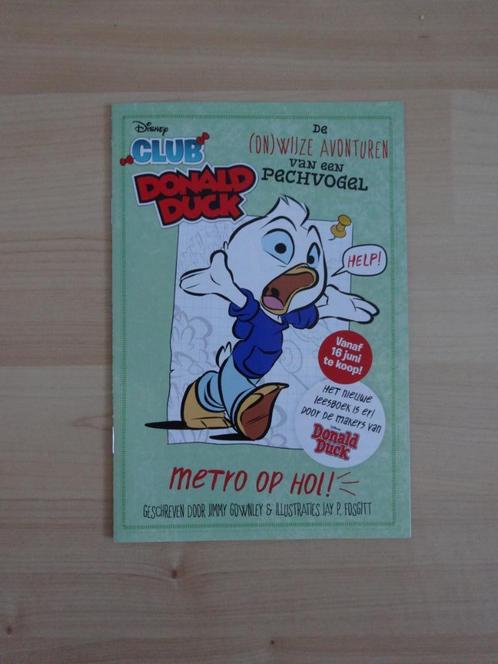 Disney
CLUB
DONALD
DUCK
De
(ON)WIJZE AVONTUREN
VAN EEN
PECHVOGEL
HELP!
Vanaf
16 juni
te koop!
HET NIEUWE
LEESBOEK IS ER!
DOOR DE MAKERS VAN
Donald
Duck
METRO OP HOL!
GESCHREVEN DOOR JIMMY GOWNLEY & ILLUSTRATIES JAY P. FOSGITT